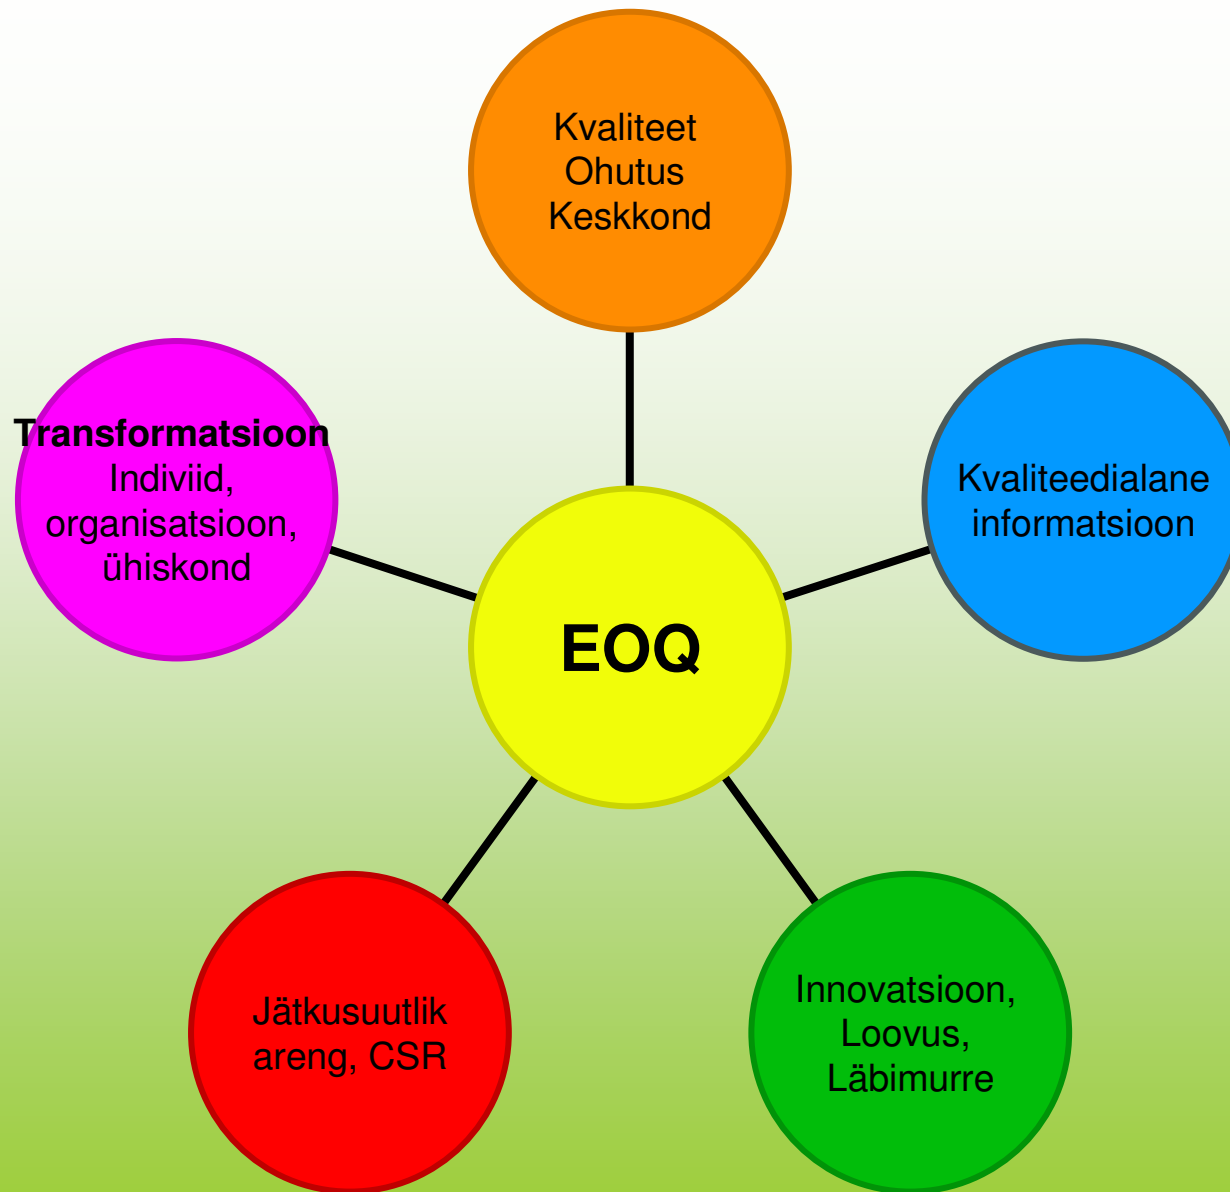 Kvaliteet
Ohutus
Keskkond
Transformatsioon
Indiviid,
organisatsioon,
ühiskond
Kvaliteedialane
informatsioon
EOQ
Jätkusuutlik
areng, CSR
Innovatsioon,
Loovus,
Läbimurre